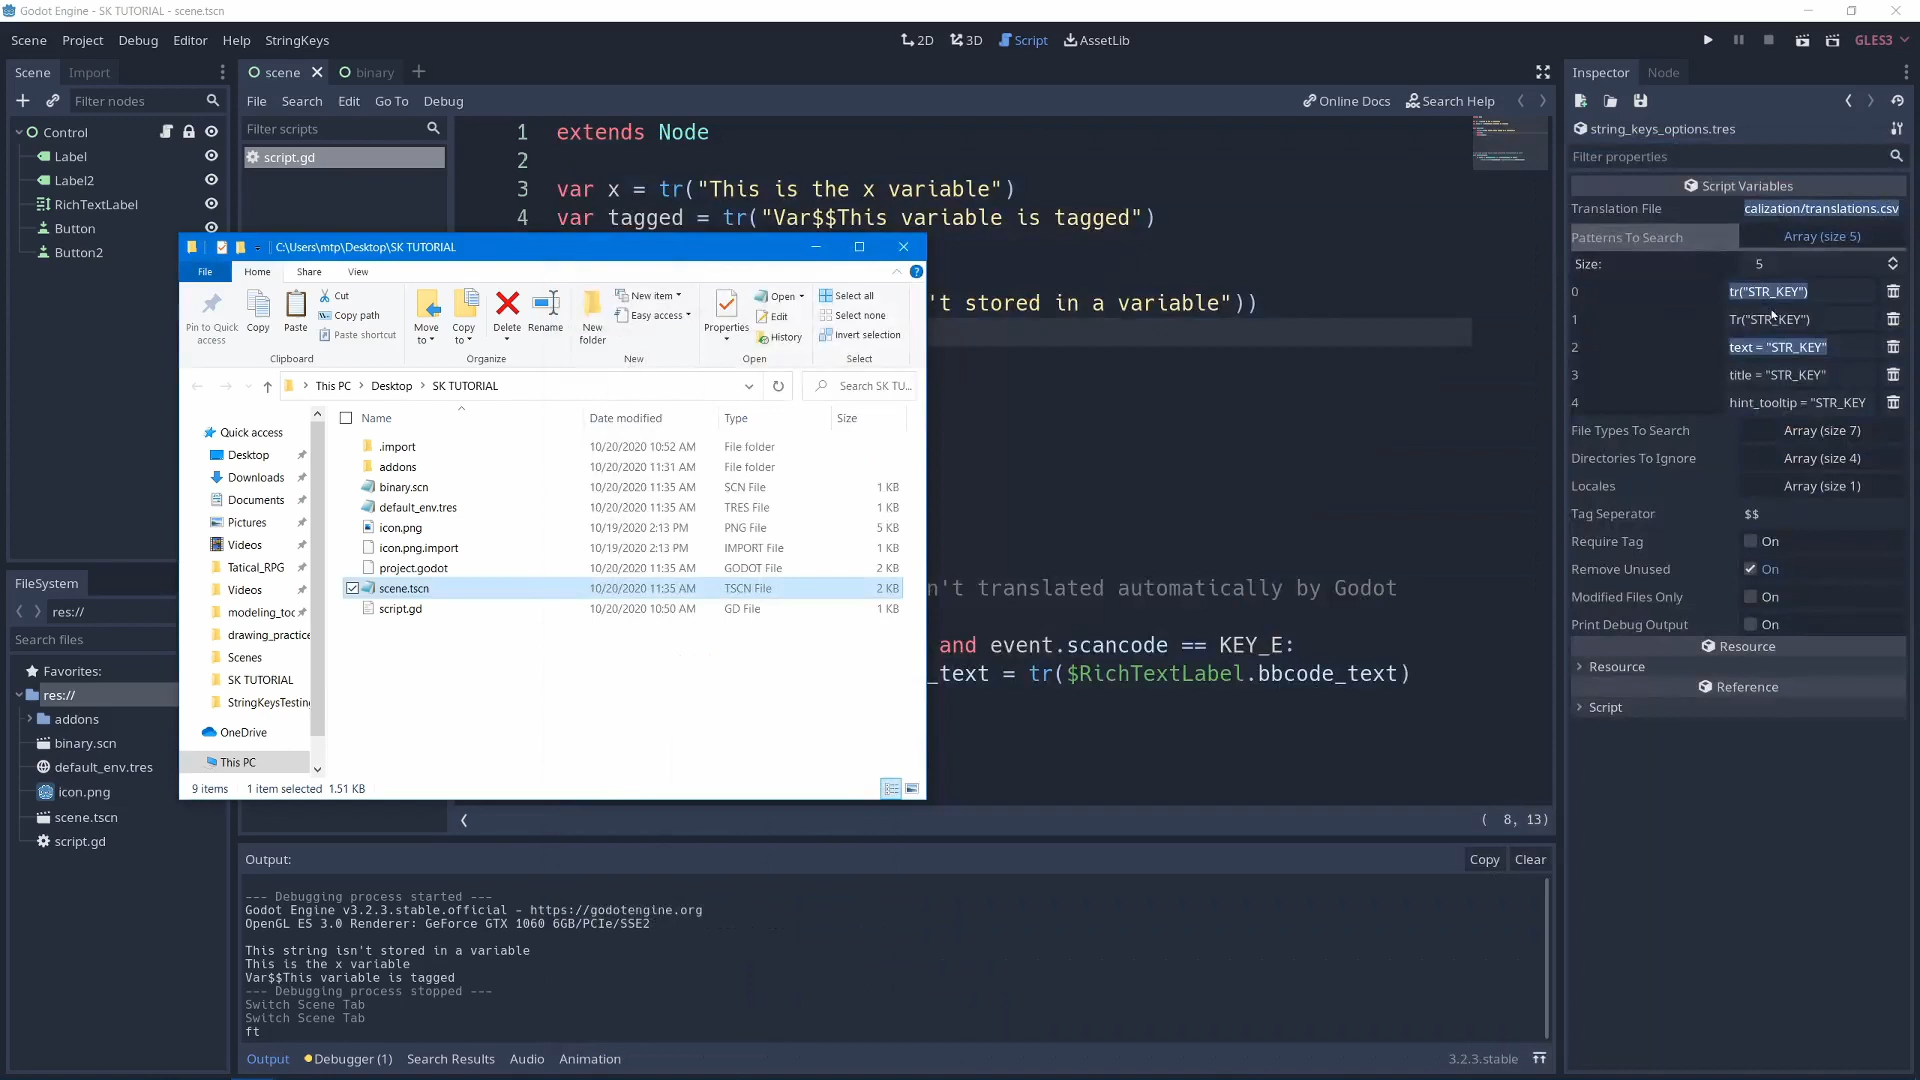 Godot Engine - SK TUTORIAL - scene.tscn
Scene Project Debug Editor Help StringKeys
2D 3D Script AssetLib
GLES3
Scene Import
Filter nodes
Control
Label
Label2
RichTextLabel
Button
Button2
scene binary
File Search Edit Go To Debug
Online Docs Search Help
Filter scripts
script.gd
1 extends Node
2
3 var x = tr("This is the x variable")
4 var tagged = tr("Var$$This variable is tagged")
't stored in a variable"))
n't translated automatically by Godot
and event.scancode == KEY_E:
_text = tr($RichTextLabel.bbcode_text)
( 8, 13)
C:\Users\mtp\Desktop\SK TUTORIAL
File Home Share View
Pin to Quick access
Copy
Paste
Cut
Copy path
Paste shortcut
Clipboard
Move to
Copy to
Delete
Rename
Organize
New folder
New item
Easy access
New
Properties
Open
Edit
History
Open
Select all
Select none
Invert selection
Select
This PC > Desktop > SK TUTORIAL
Search SK TU...
Name Date modified Type Size
.import 10/20/2020 10:52 AM File folder
addons 10/20/2020 11:31 AM File folder
binary.scn 10/20/2020 11:35 AM SCN File 1 KB
default_env.tres 10/20/2020 11:35 AM TRES File 1 KB
icon.png 10/19/2020 2:13 PM PNG File 5 KB
icon.png.import 10/19/2020 2:13 PM IMPORT File 1 KB
project.godot 10/20/2020 11:35 AM GODOT File 2 KB
scene.tscn 10/20/2020 11:35 AM TSCN File 2 KB
script.gd 10/20/2020 10:50 AM GD File 1 KB
Quick access
Desktop
Downloads
Documents
Pictures
Videos
Tatical_RPG
Videos
modeling_toc
drawing_practice
Scenes
SK TUTORIAL
StringKeysTesting
OneDrive
This PC
9 items 1 item selected 1.51 KB
FileSystem
res://
Search files
Favorites:
res://
addons
binary.scn
default_env.tres
icon.png
scene.tscn
script.gd
Output:
Copy Clear
--- Debugging process started ---
Godot Engine v3.2.3.stable.official - https://godotengine.org
OpenGL ES 3.0 Renderer: GeForce GTX 1060 6GB/PCIe/SSE2
This string isn't stored in a variable
This is the x variable
Var$$This variable is tagged
--- Debugging process stopped ---
Switch Scene Tab
Switch Scene Tab
ft
Output Debugger (1) Search Results Audio Animation
3.2.3.stable
Inspector Node
string_keys_options.tres
Filter properties
Script Variables
Translation File calization/translations.csv
Patterns To Search Array (size 5)
Size: 5
0 tr("STR_KEY")
1 Tr("STR_KEY")
2 text = "STR_KEY"
3 title = "STR_KEY"
4 hint_tooltip = "STR_KEY
File Types To Search Array (size 7)
Directories To Ignore Array (size 4)
Locales Array (size 1)
Tag Seperator $$
Require Tag On
Remove Unused On
Modified Files Only On
Print Debug Output On
Resource
Resource
Reference
Script